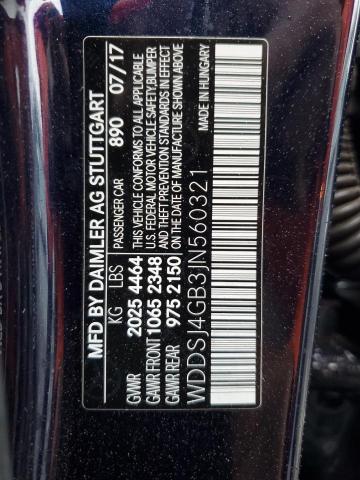 MFD BY DAIMLER AG STUTTGART
PASSENGER CAR 890 07/17
KG LBS
GVWR 2025 4464
GAWR FRONT 1065 2348
GAWR REAR 975 2150
THIS VEHICLE CONFORMS TO ALL APPLICABLE
U.S. FEDERAL MOTOR VEHICLE SAFETY, BUMPER
AND THEFT PREVENTION STANDARDS IN EFFECT
ON THE DATE OF MANUFACTURE SHOWN ABOVE
MADE IN HUNGARY
WDDSJ4GB3JN560321